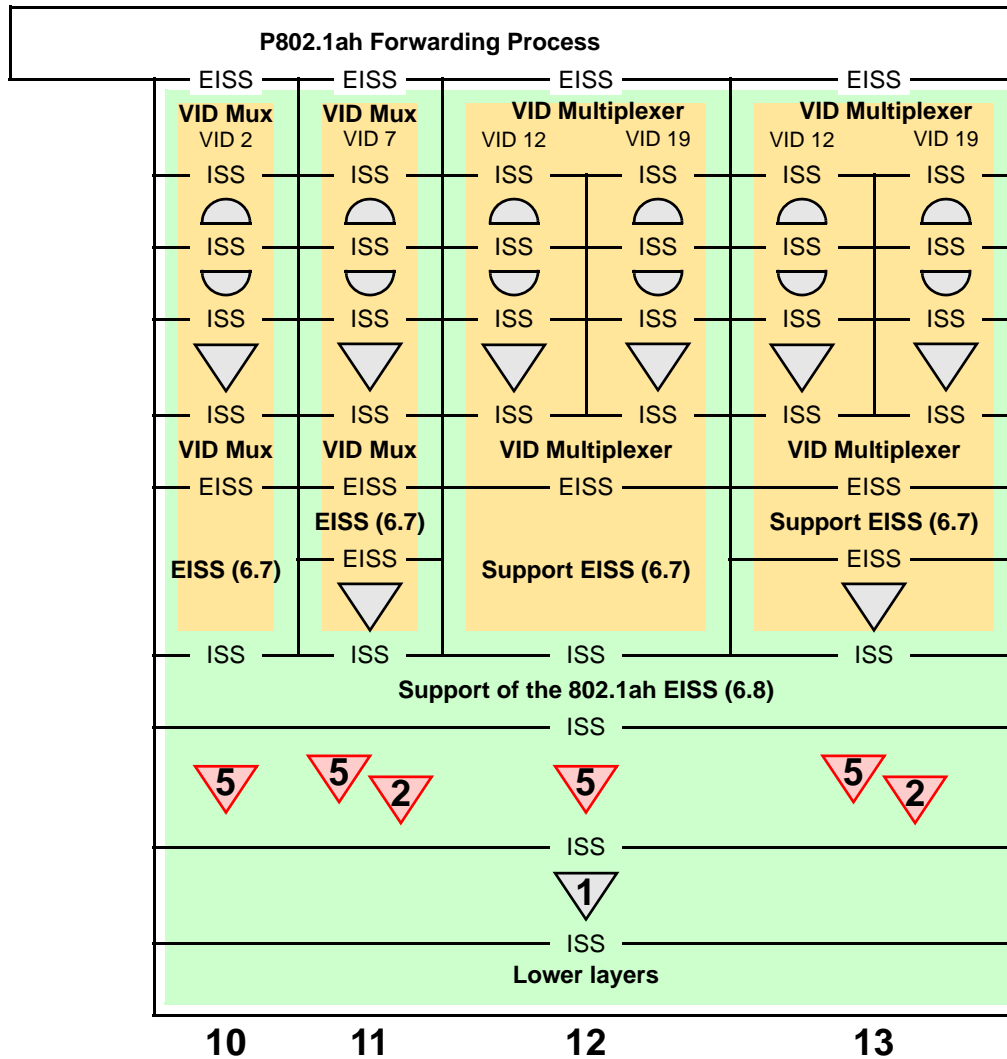 P802.1ah Forwarding Process
EISS EISS EISS EISS
VID Mux VID Mux VID Multiplexer VID Multiplexer
VID 2 VID 7 VID 12 VID 19 VID 12 VID 19
ISS ISS ISS ISS ISS ISS
ISS ISS ISS ISS ISS ISS
ISS ISS ISS ISS ISS ISS
ISS ISS ISS ISS ISS ISS
VID Mux VID Mux VID Multiplexer VID Multiplexer
EISS EISS EISS EISS
EISS (6.7) Support EISS (6.7)
EISS EISS
EISS (6.7) Support EISS (6.7)
ISS ISS ISS ISS
Support of the 802.1ah EISS (6.8)
ISS
5 5 2 5 5 2
ISS
1
ISS
Lower layers
10 11 12 13